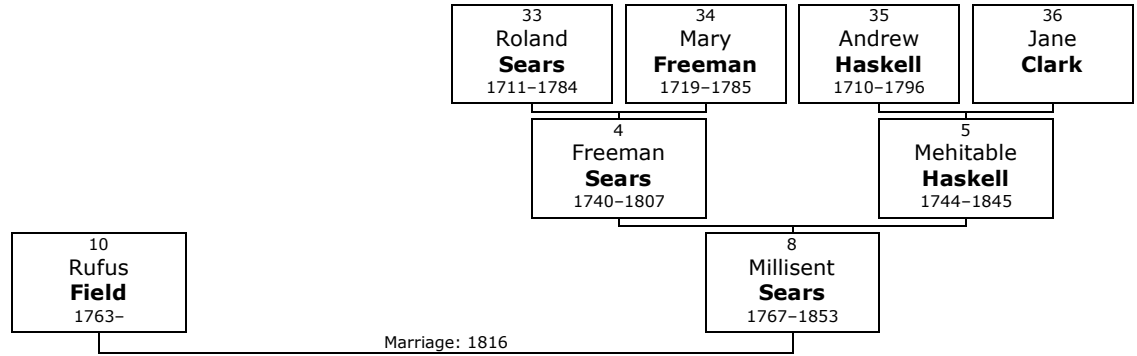 33
Roland
Sears
1711–1784
34
Mary
Freeman
1719–1785
35
Andrew
Haskell
1710–1796
36
Jane
Clark
4
Freeman
Sears
1740–1807
5
Mehitable
Haskell
1744–1845
10
Rufus
Field
1763–
8
Millisent
Sears
1767–1853
Marriage: 1816